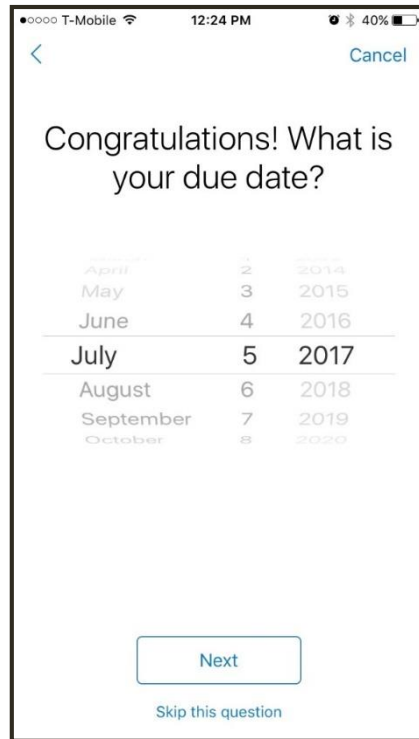 T-Mobile 12:24 PM 40%
Cancel
Congratulations! What is
your due date?
April 2 2014
May 3 2015
June 4 2016
July 5 2017
August 6 2018
September 7 2019
October 8 2020
Next
Skip this question